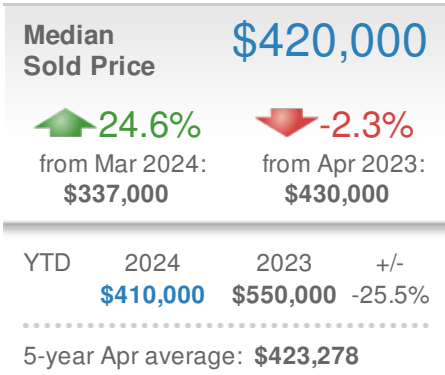 Median $420,000
Sold Price
24.6% -2.3%
from Mar 2024: from Apr 2023:
$337,000 $430,000
YTD 2024 2023 +/-
$410,000 $550,000 -25.5%
5-year Apr average: $423,278